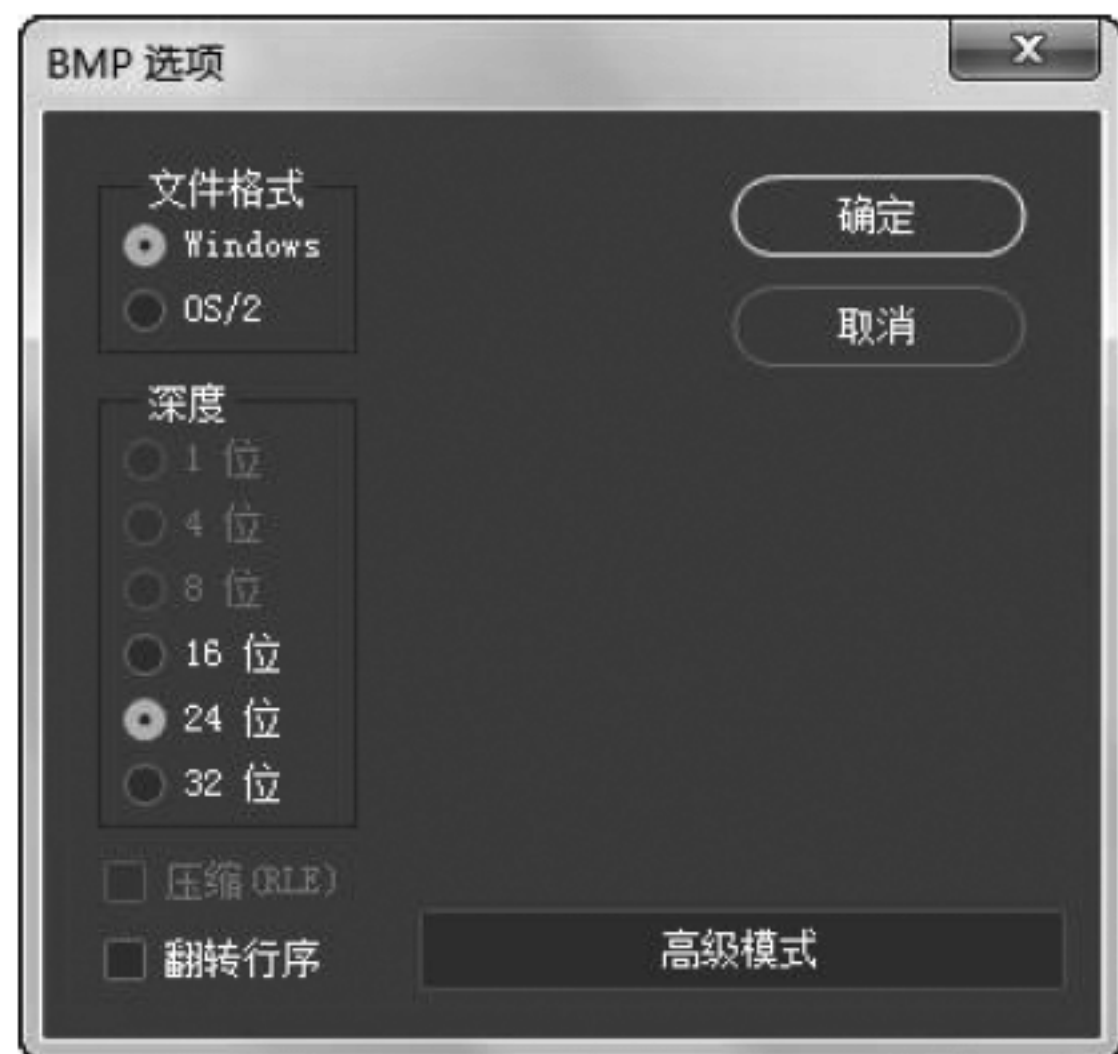 BMP 选项
文件格式
Windows
OS/2
确定
取消
深度
1 位
4 位
8 位
16 位
24 位
32 位
压缩(RLE)
翻转行序
高级模式